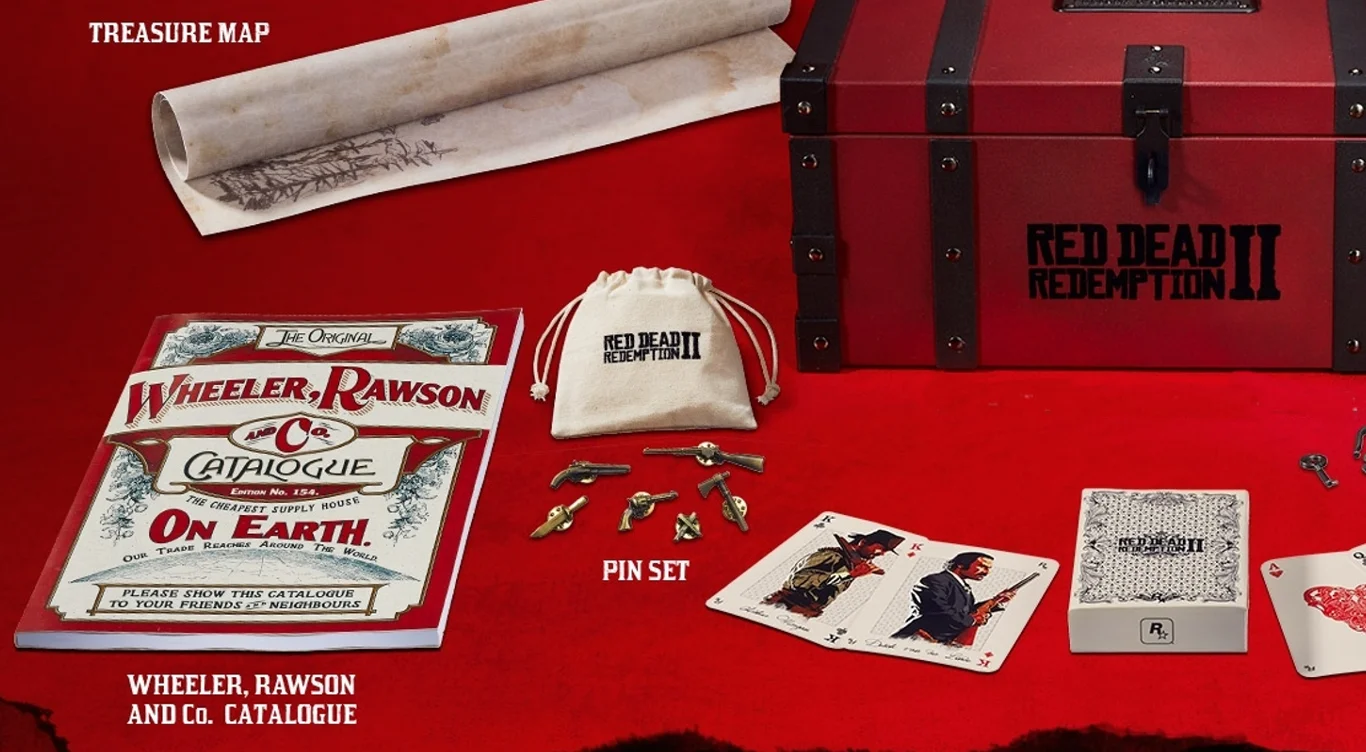 TREASURE MAP
RED DEAD
REDEMPTION II
RED DEAD
REDEMPTION II
THE ORIGINAL
WHEELER, RAWSON
AND Co.
CATALOGUE
EDITION No. 154.
THE CHEAPEST SUPPLY HOUSE
ON EARTH.
OUR TRADE REACHES AROUND THE WORLD.
PLEASE SHOW THIS CATALOGUE
TO YOUR FRIENDS AND NEIGHBOURS
WHEELER, RAWSON
AND Co. CATALOGUE
PIN SET
K
K
Arthur Morgan
K
K
RED DEAD
REDEMPTION II
R
A